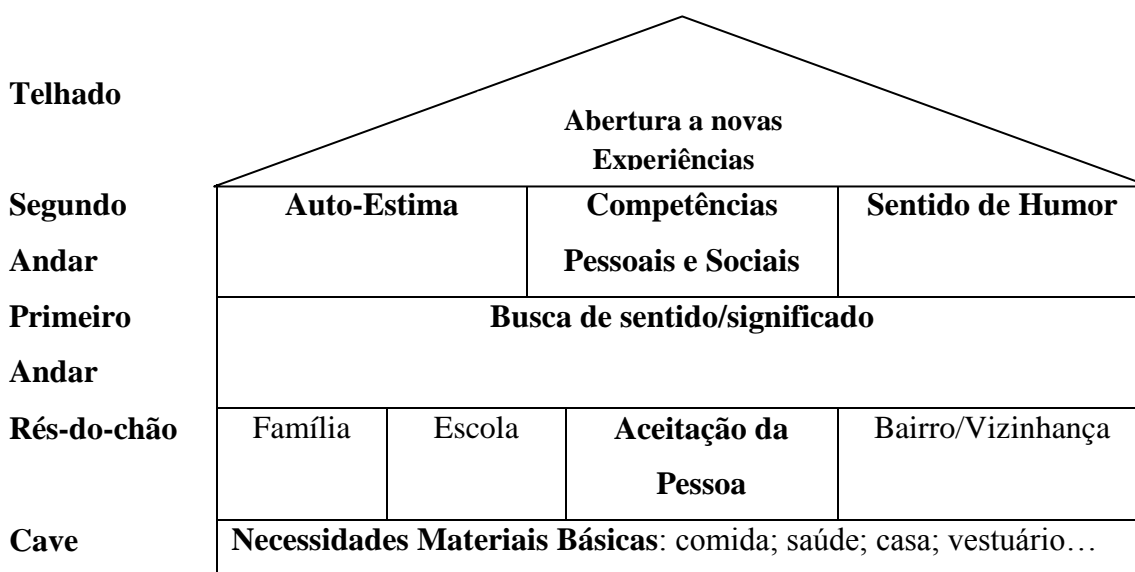 Telhado
Abertura a novas
Experiências
Segundo
Andar
Auto-Estima
Competências
Pessoais e Sociais
Sentido de Humor
Primeiro
Andar
Busca de sentido/significado
Rés-do-chão
Família
Escola
Aceitação da
Pessoa
Bairro/Vizinhança
Cave
Necessidades Materiais Básicas: comida; saúde; casa; vestuário…